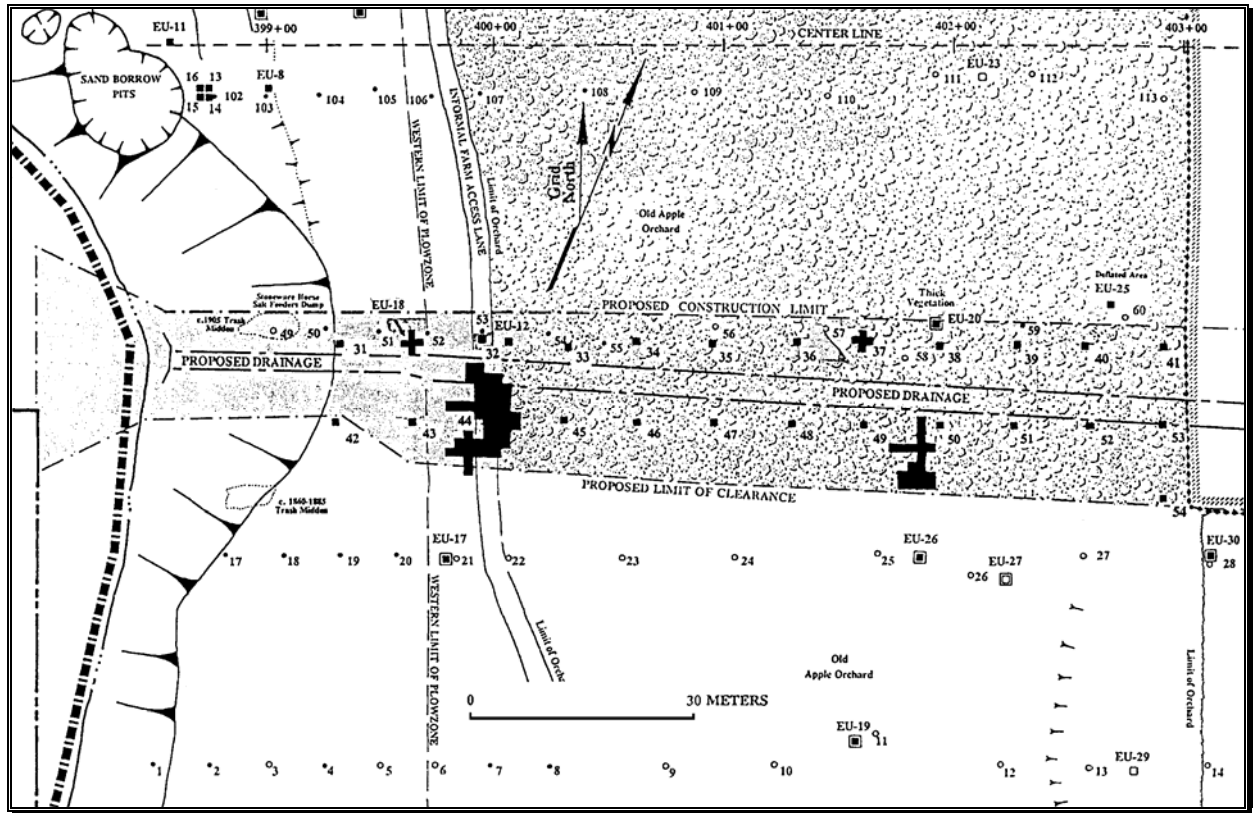 399+00
400+00
401+00
402+00
403+00
EU-11
CENTER LINE
SAND BORROW
PITS
16 13
EU-8
15 14
102
103
104
105
106
107
108
109
110
111
EU-23
112
113
WESTERN LIMIT OF PLOWZONE
INFORMAL FARM ACCESS LANE
Limit of Orchard
Grid
North
Old Apple
Orchard
Deflated Area
EU-25
60
Thick
Vegetation
EU-20
PROPOSED CONSTRUCTION LIMIT
Stoneware Horse
Salt Feeders Dump
EU-18
c.1905 Trash
Midden
49
50
31
51
52
53
EU-12
32
54
33
55
34
56
35
36
57
37
58
38
59
39
40
41
PROPOSED DRAINAGE
PROPOSED DRAINAGE
42
43
44
45
46
47
48
49
50
51
52
53
54
PROPOSED LIMIT OF CLEARANCE
c. 1840-1885
Trash Midden
17
18
19
20
EU-17
21
22
23
24
25
EU-26
26
EU-27
27
EU-30
28
WESTERN LIMIT OF PLOWZONE
Limit of Orcha
Old
Apple Orchard
Limit of Orchard
0 30 METERS
EU-19
11
1
2
3
4
5
6
7
8
9
10
12
13
EU-29
14